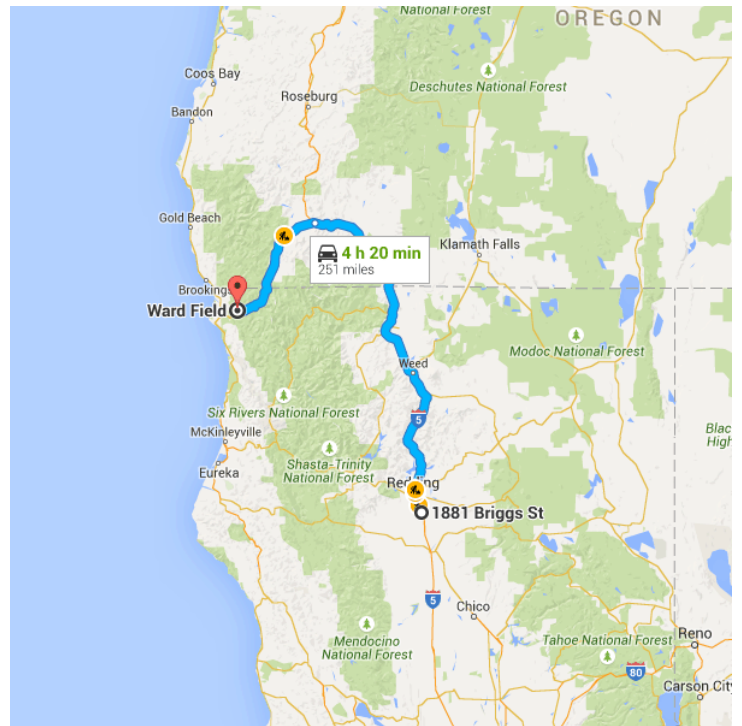 National
Forest
OREGON
Coos Bay
Deschutes National Forest
Roseburg
Bandon
Gold Beach
4 h 20 min
251 miles
Klamath Falls
Brookings
Ward Field
Modoc National Forest
Weed
Six Rivers National Forest
5
McKinleyville
Shasta-Trinity
National Forest
Eureka
Redding
1881 Briggs St
5
Chico
Mendocino
National Forest
Tahoe National Forest
Reno
80
Carson City